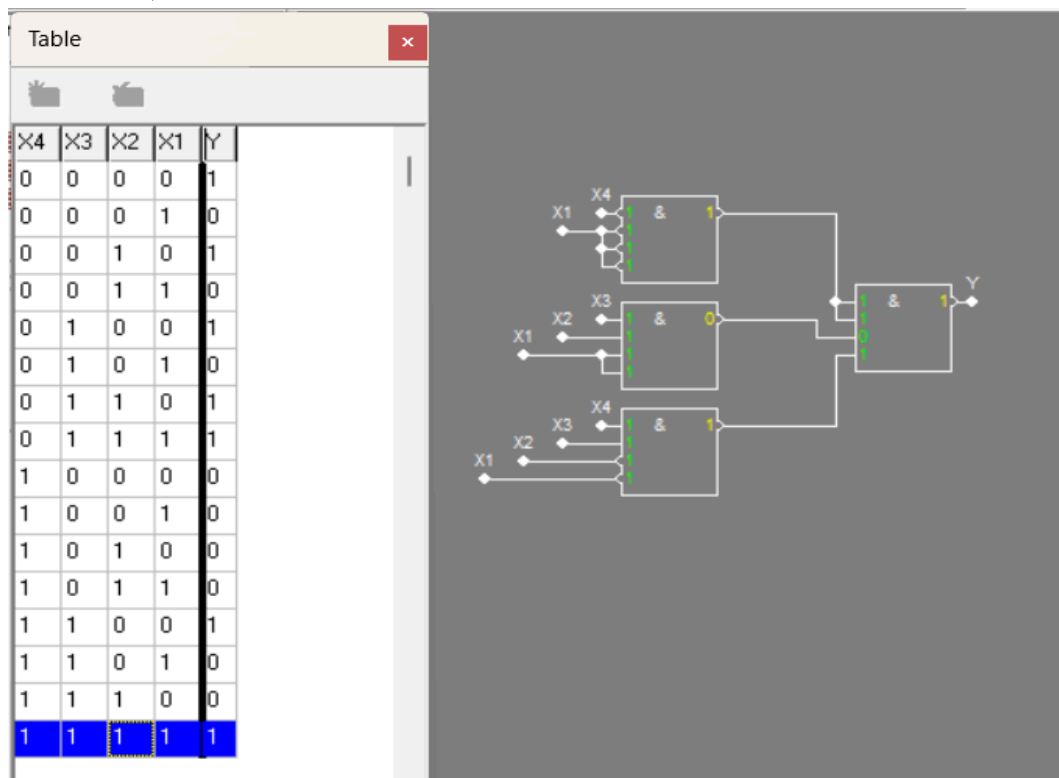 Table
X4 X3 X2 X1 Y
0 0 0 0 1
0 0 0 1 0
0 0 1 0 1
0 0 1 1 0
0 1 0 0 1
0 1 0 1 0
0 1 1 0 1
0 1 1 1 1
1 0 0 0 0
1 0 0 1 0
1 0 1 0 0
1 0 1 1 0
1 1 0 0 1
1 1 0 1 0
1 1 1 0 0
1 1 1 1 1
X4
X1
1 & 1
1
1
1
X3
X2
X1
1 & 0
1
1
1
X4
X3
X2
X1
1 & 1
1
1
1
Y
1 & 1
1
0
1